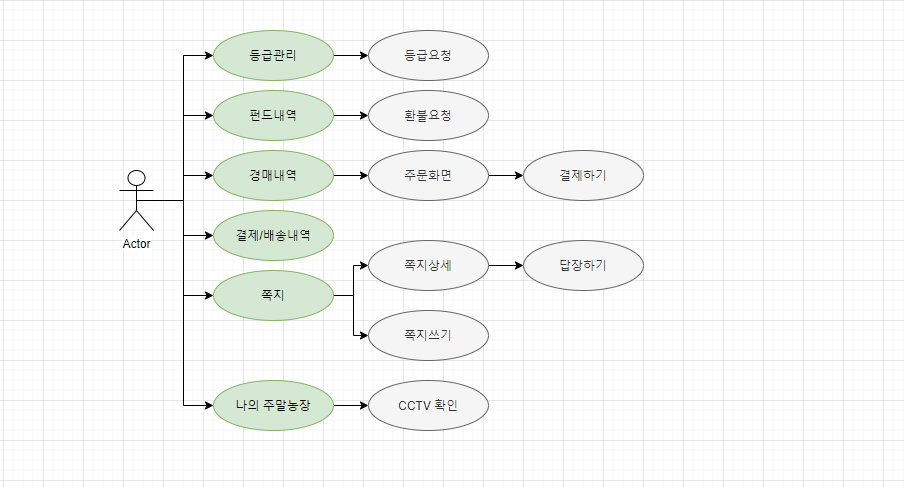 등급관리
등급요청
펀드내역
환불요청
경매내역
주문화면
결제하기
Actor
결제/배송내역
쪽지
쪽지상세
답장하기
쪽지쓰기
나의 주말농장
CCTV 확인